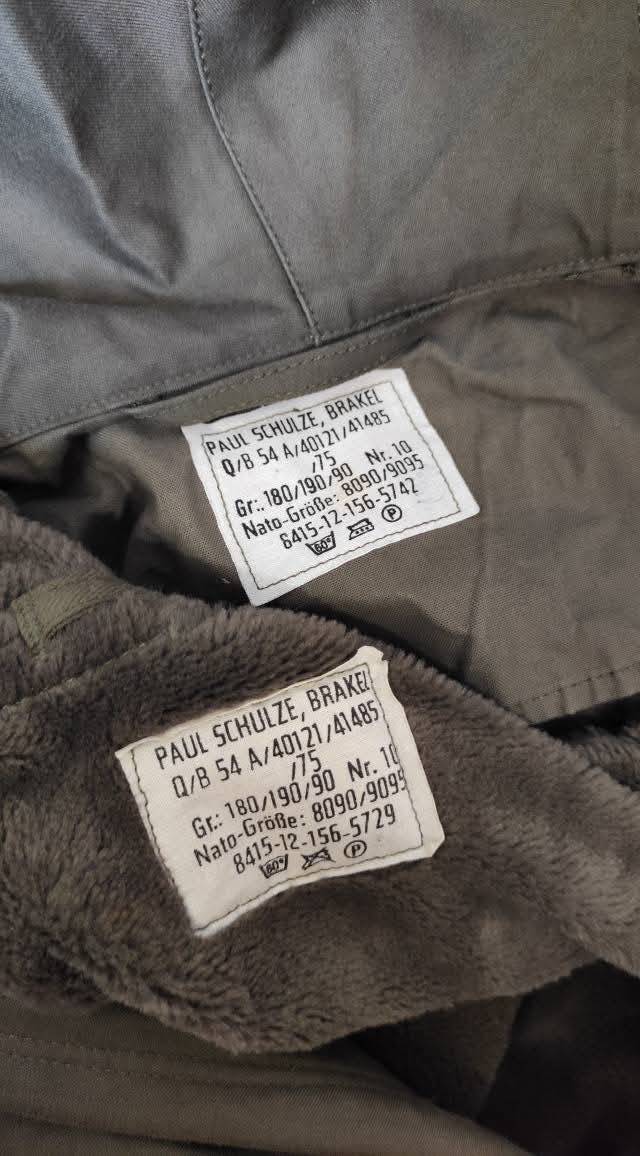 PAUL SCHULZE, BRAKEL
Q/B 54 A/40121/41485
/75
Gr.: 180/190/90 Nr. 10
Nato-Größe: 8090/9095
8415-12-156-5742
60° P
PAUL SCHULZE, BRAKEL
Q/B 54 A/40121/41485
/75
Gr.: 180/190/90 Nr. 10
Nato-Größe: 8090/9095
8415-12-156-5729
60° P